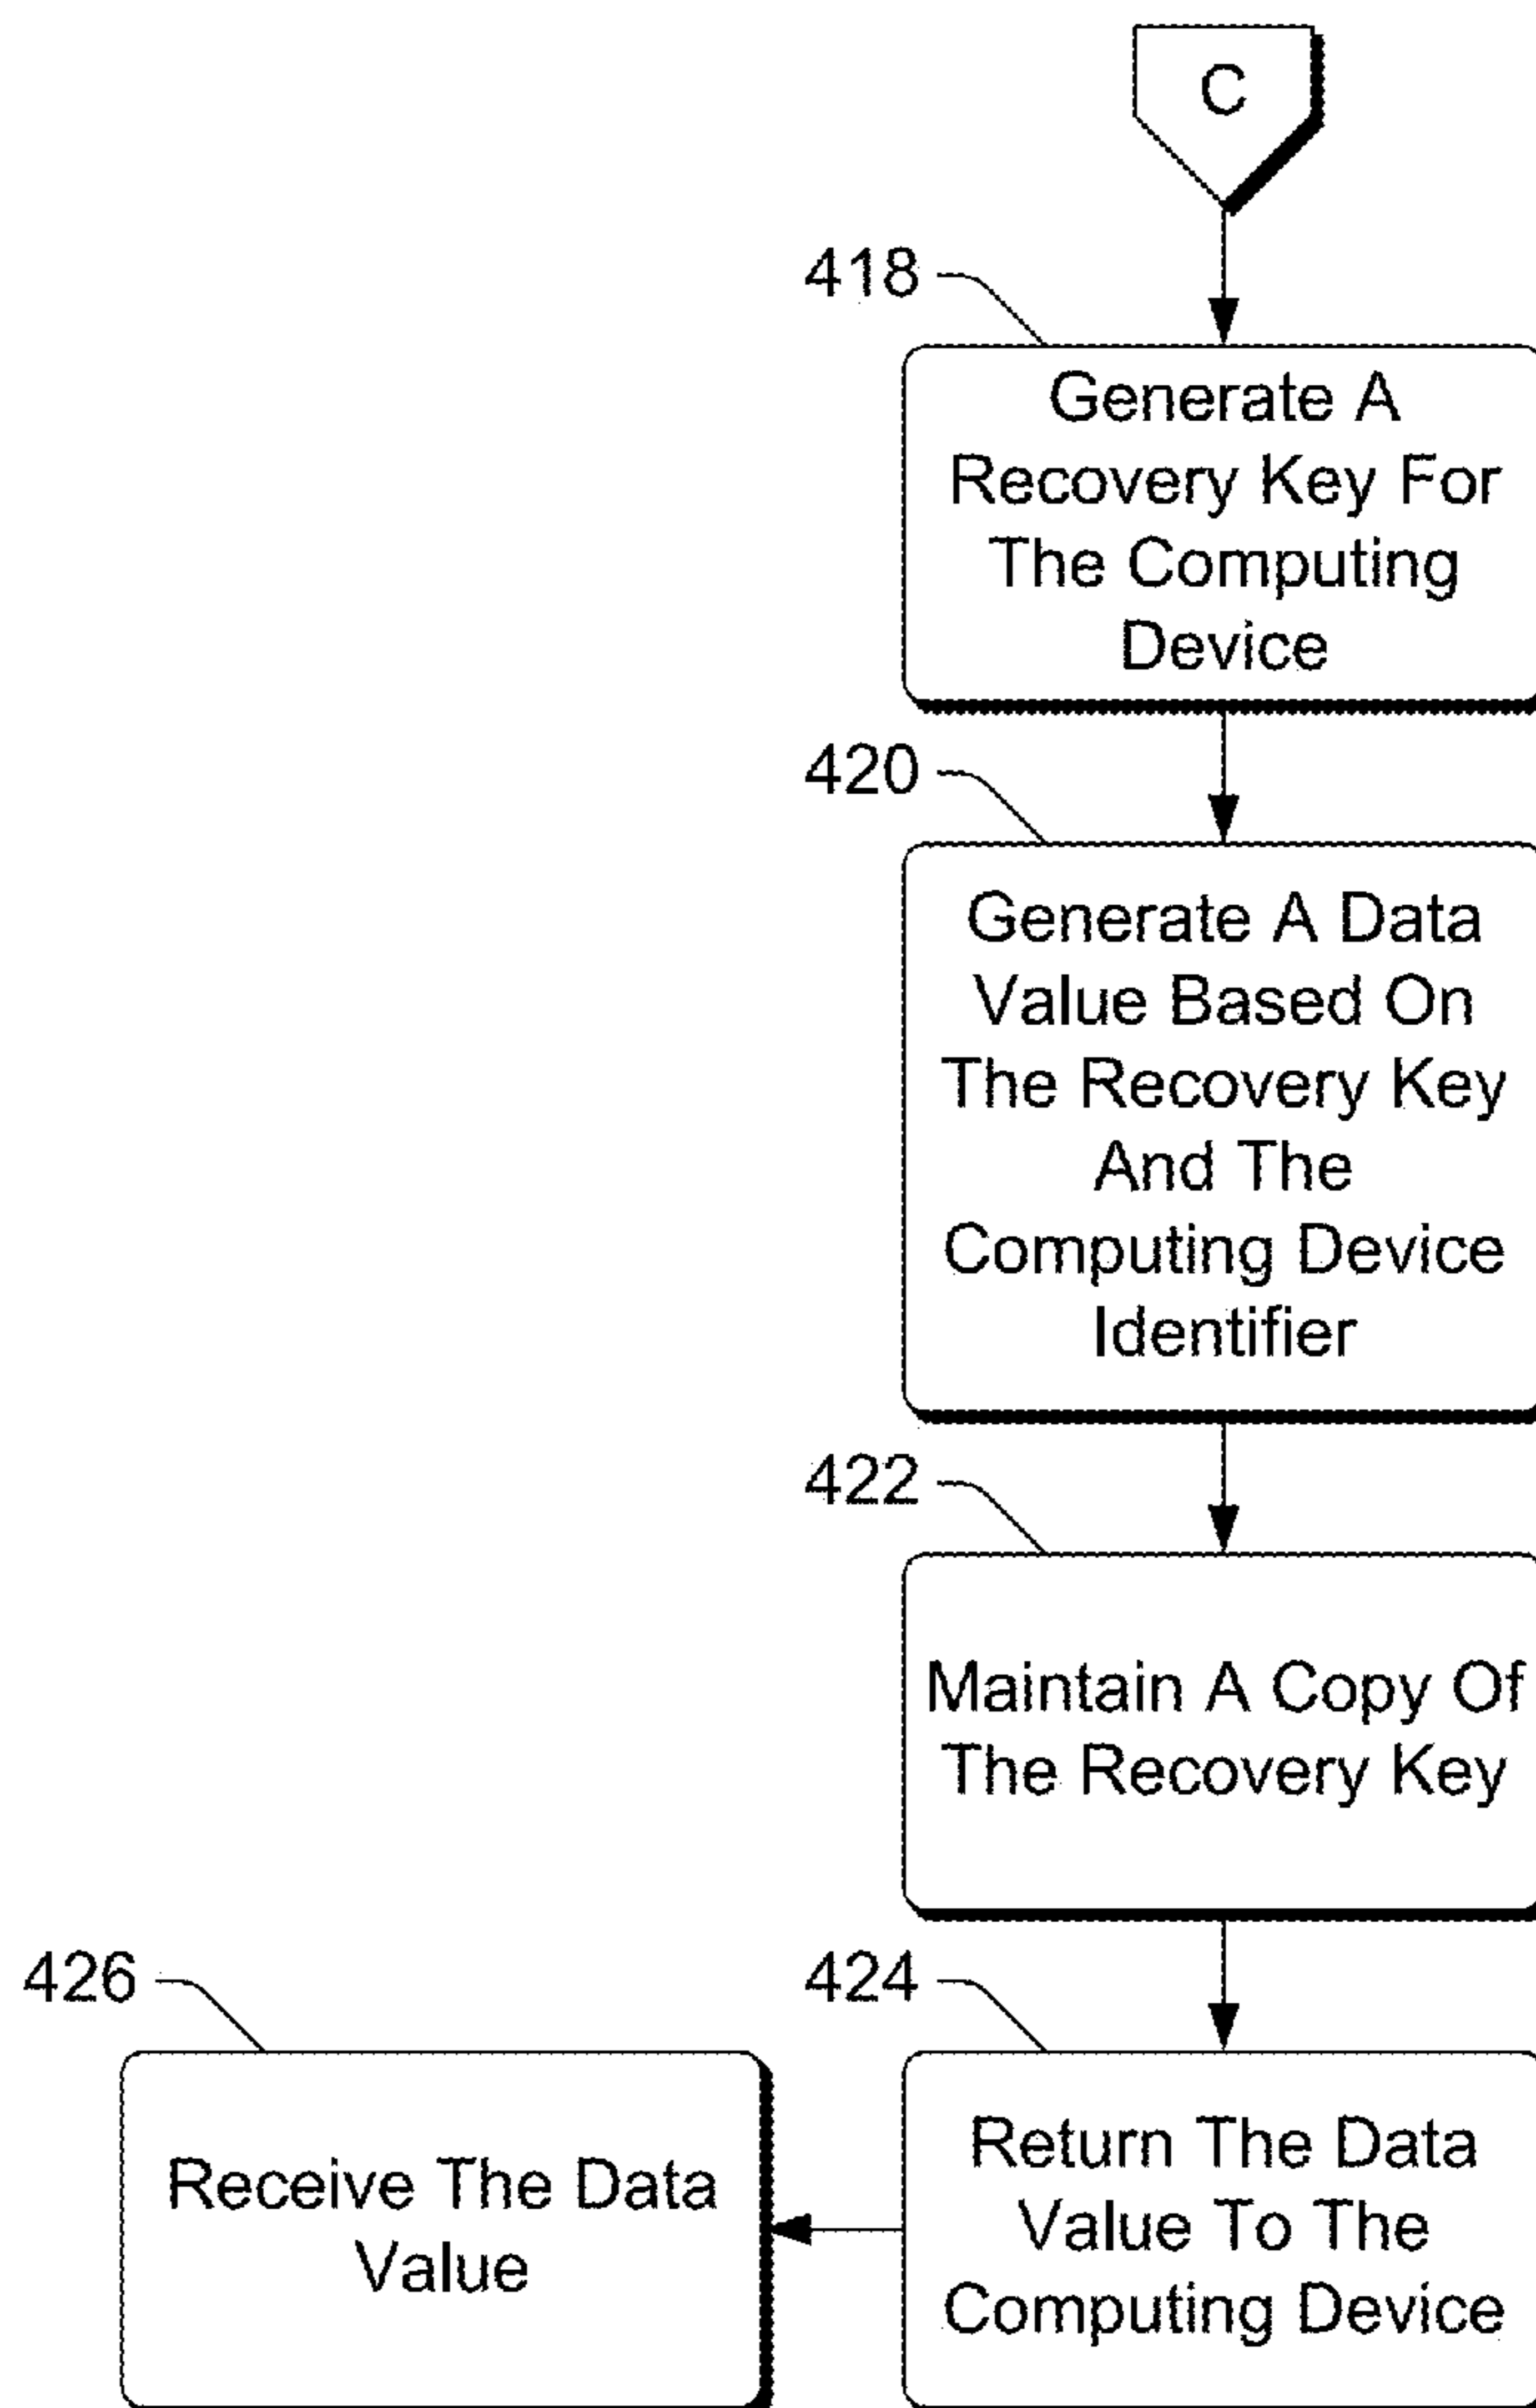 C
418
Generate A
Recovery Key For
The Computing
Device
420
Generate A Data
Value Based On
The Recovery Key
And The
Computing Device
Identifier
422
Maintain A Copy Of
The Recovery Key
426
424
Receive The Data
Value
Return The Data
Value To The
Computing Device